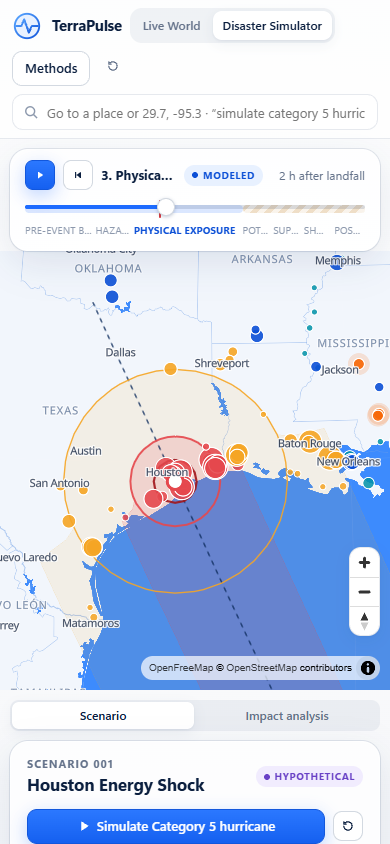 TerraPulse
Live World
Disaster Simulator
Methods
Go to a place or 29.7, -95.3 · "simulate category 5 hurric
3. Physica...
MODELED
2 h after landfall
PRE-EVENT B...
HAZA...
PHYSICAL EXPOSURE
POT...
SUP...
SH...
POS...
Oklahoma City
OKLAHOMA
ARKANSAS
Memphis
MISSISSIPPI
Dallas
Shreveport
Jackson
TEXAS
Austin
Baton Rouge
Houston
New Orleans
San Antonio
uevo Laredo
VO LEÓN
rrey
Matamoros
OpenFreeMap © OpenStreetMap contributors
Scenario
Impact analysis
SCENARIO 001
Houston Energy Shock
HYPOTHETICAL
Simulate Category 5 hurricane